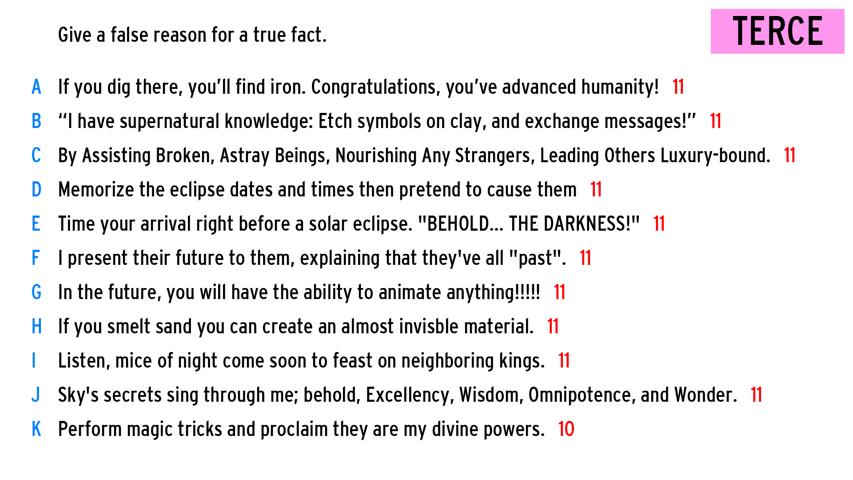 Give a false reason for a true fact.
TERCE
A If you dig there, you’ll find iron. Congratulations, you’ve advanced humanity! 11
B “I have supernatural knowledge: Etch symbols on clay, and exchange messages!” 11
C By Assisting Broken, Astray Beings, Nourishing Any Strangers, Leading Others Luxury-bound. 11
D Memorize the eclipse dates and times then pretend to cause them 11
E Time your arrival right before a solar eclipse. "BEHOLD... THE DARKNESS!" 11
F I present their future to them, explaining that they've all "past". 11
G In the future, you will have the ability to animate anything!!!!! 11
H If you smelt sand you can create an almost invisble material. 11
I Listen, mice of night come soon to feast on neighboring kings. 11
J Sky's secrets sing through me; behold, Excellency, Wisdom, Omnipotence, and Wonder. 11
K Perform magic tricks and proclaim they are my divine powers. 10